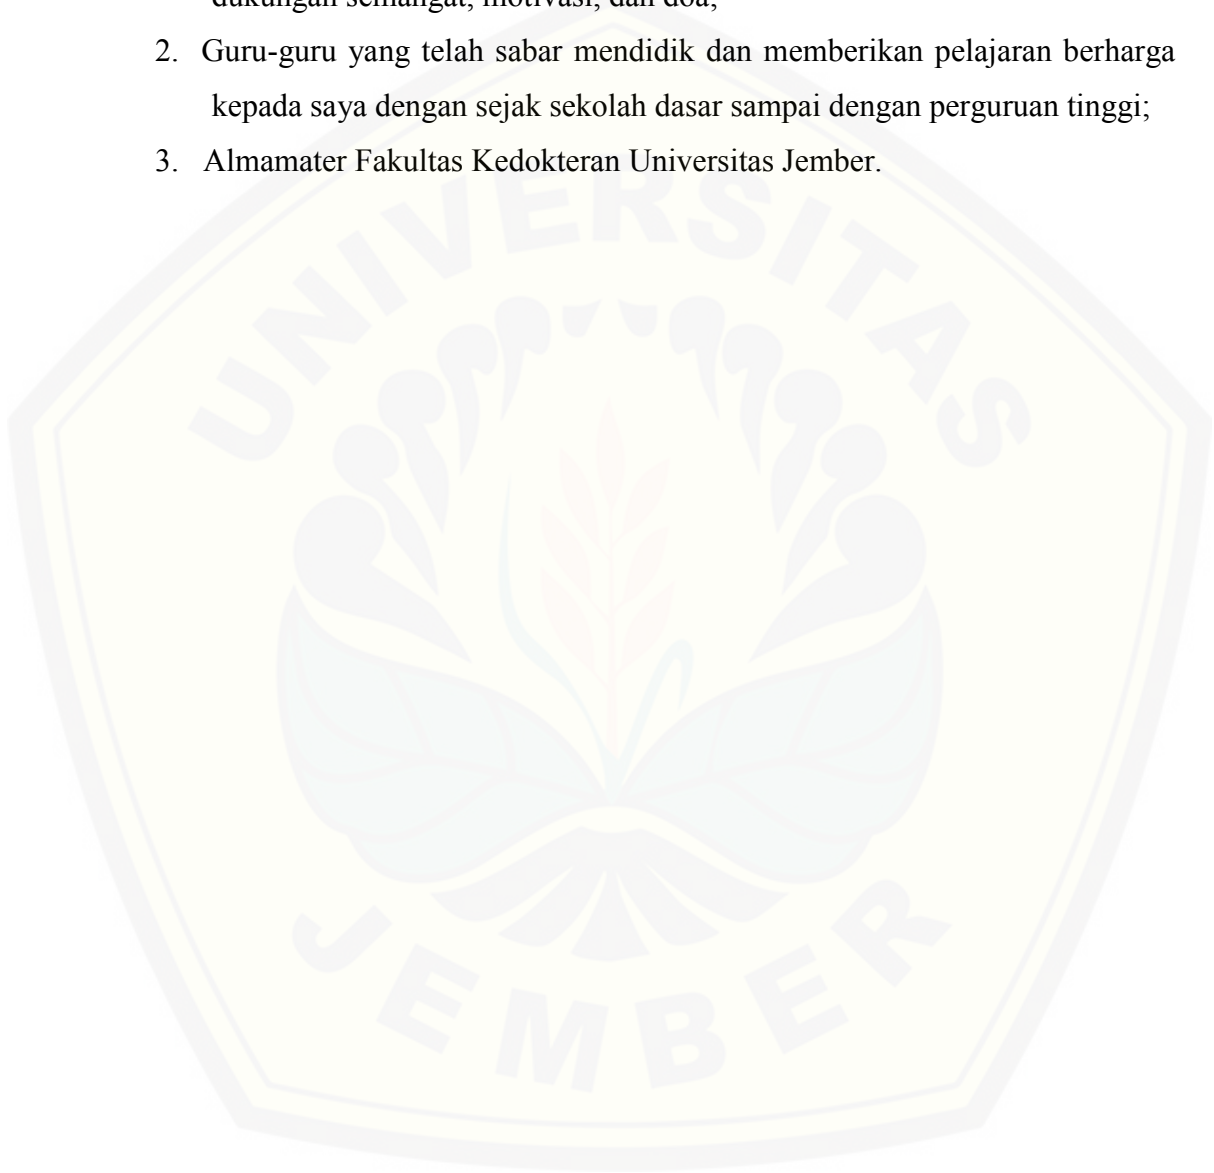 dukungan semangat, motivasi, dan doa;
2. Guru-guru yang telah sabar mendidik dan memberikan pelajaran berharga
kepada saya dengan sejak sekolah dasar sampai dengan perguruan tinggi;
3. Almamater Fakultas Kedokteran Universitas Jember.
UNIVERSITAS
JEMBER